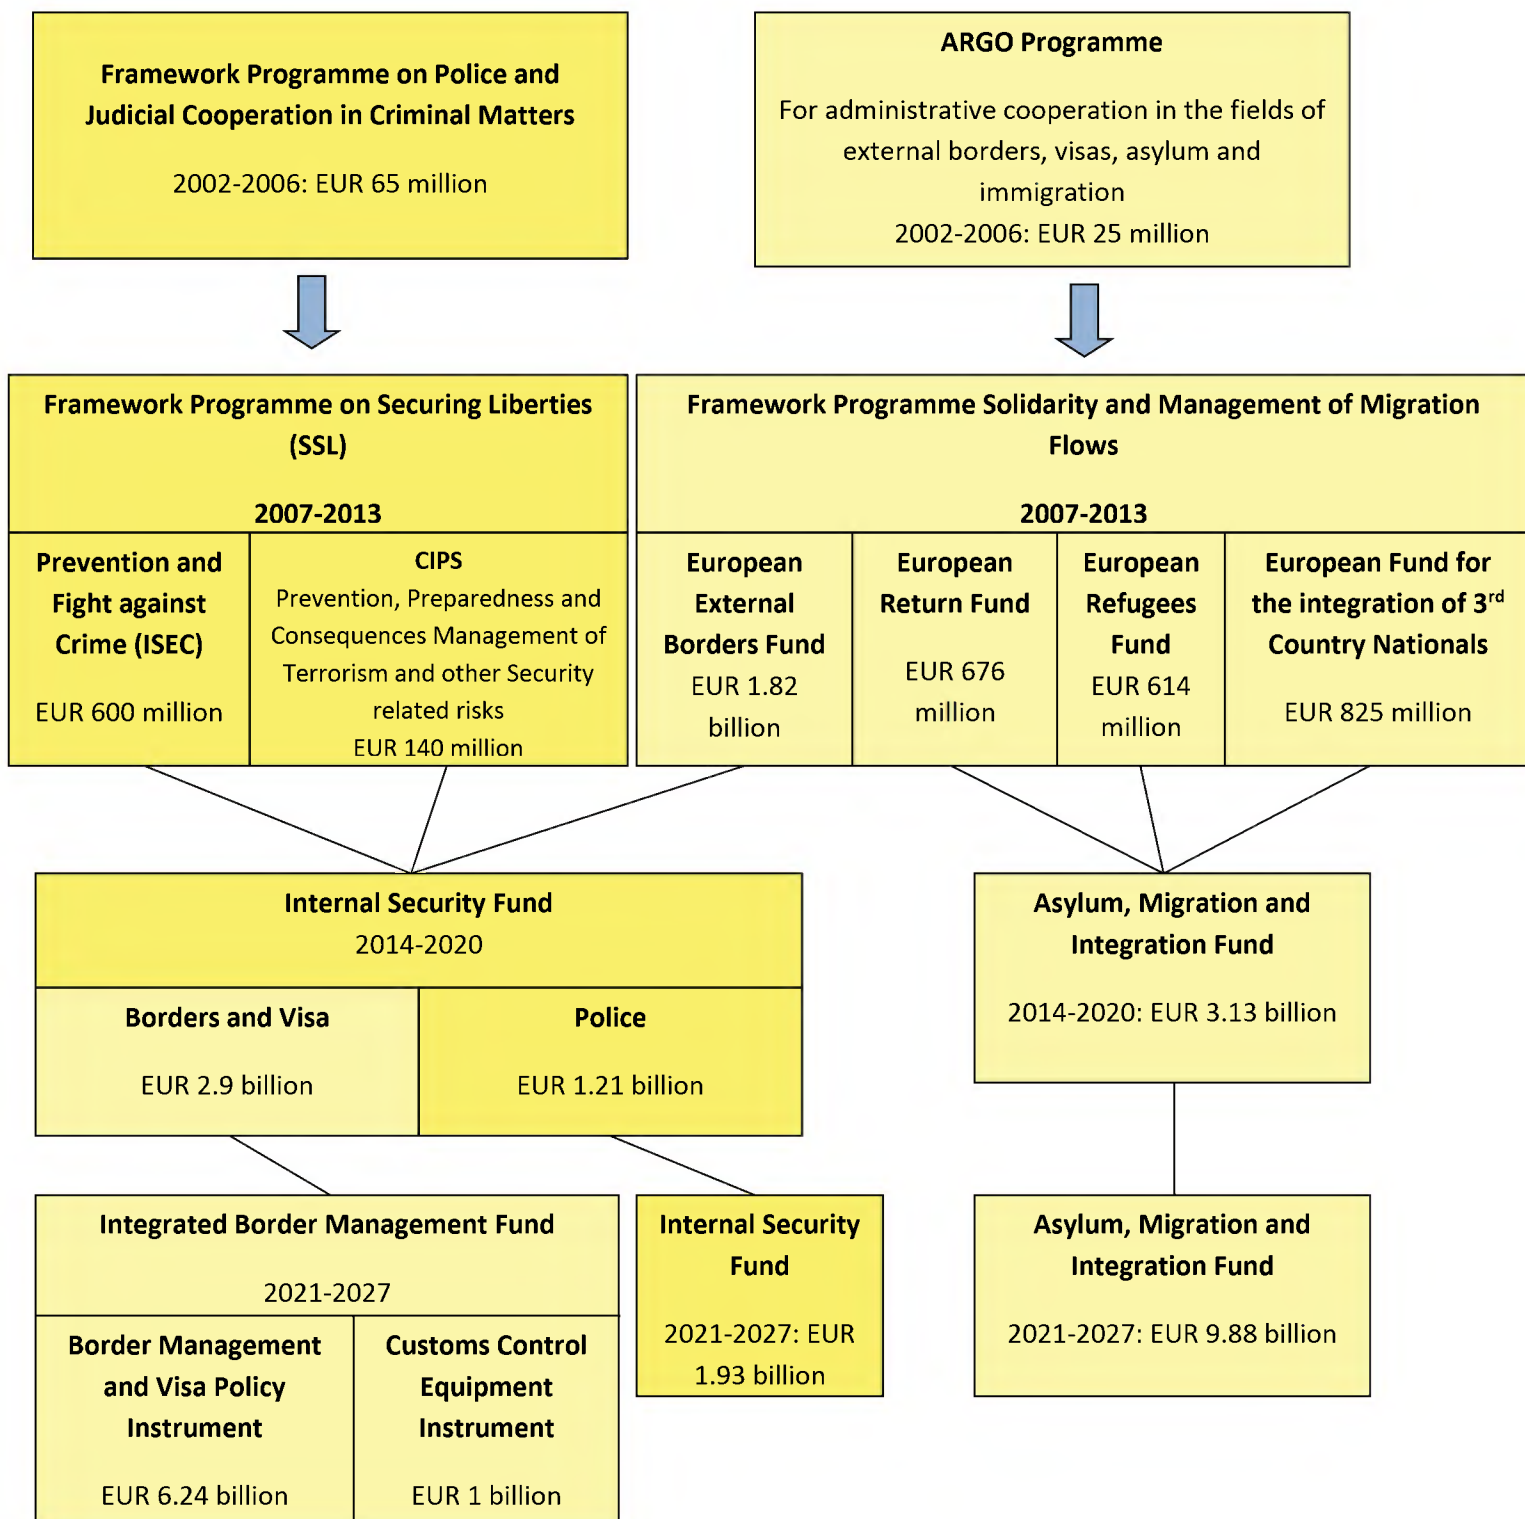 Framework Programme on Police and
Judicial Cooperation in Criminal Matters
2002-2006: EUR 65 million
ARGO Programme
For administrative cooperation in the fields of
external borders, visas, asylum and
immigration
2002-2006: EUR 25 million
Framework Programme on Securing Liberties
(SSL)
2007-2013
Prevention and
Fight against
Crime (ISEC)
EUR 600 million
CIPS
Prevention, Preparedness and
Consequences Management of
Terrorism and other Security
related risks
EUR 140 million
Framework Programme Solidarity and Management of Migration
Flows
2007-2013
European
External
Borders Fund
EUR 1.82
billion
European
Return Fund
EUR 676
million
European
Refugees
Fund
EUR 614
million
European Fund for
the integration of 3rd
Country Nationals
EUR 825 million
Internal Security Fund
2014-2020
Borders and Visa
EUR 2.9 billion
Police
EUR 1.21 billion
Asylum, Migration and
Integration Fund
2014-2020: EUR 3.13 billion
Integrated Border Management Fund
2021-2027
Border Management
and Visa Policy
Instrument
EUR 6.24 billion
Customs Control
Equipment
Instrument
EUR 1 billion
Internal Security
Fund
2021-2027: EUR
1.93 billion
Asylum, Migration and
Integration Fund
2021-2027: EUR 9.88 billion